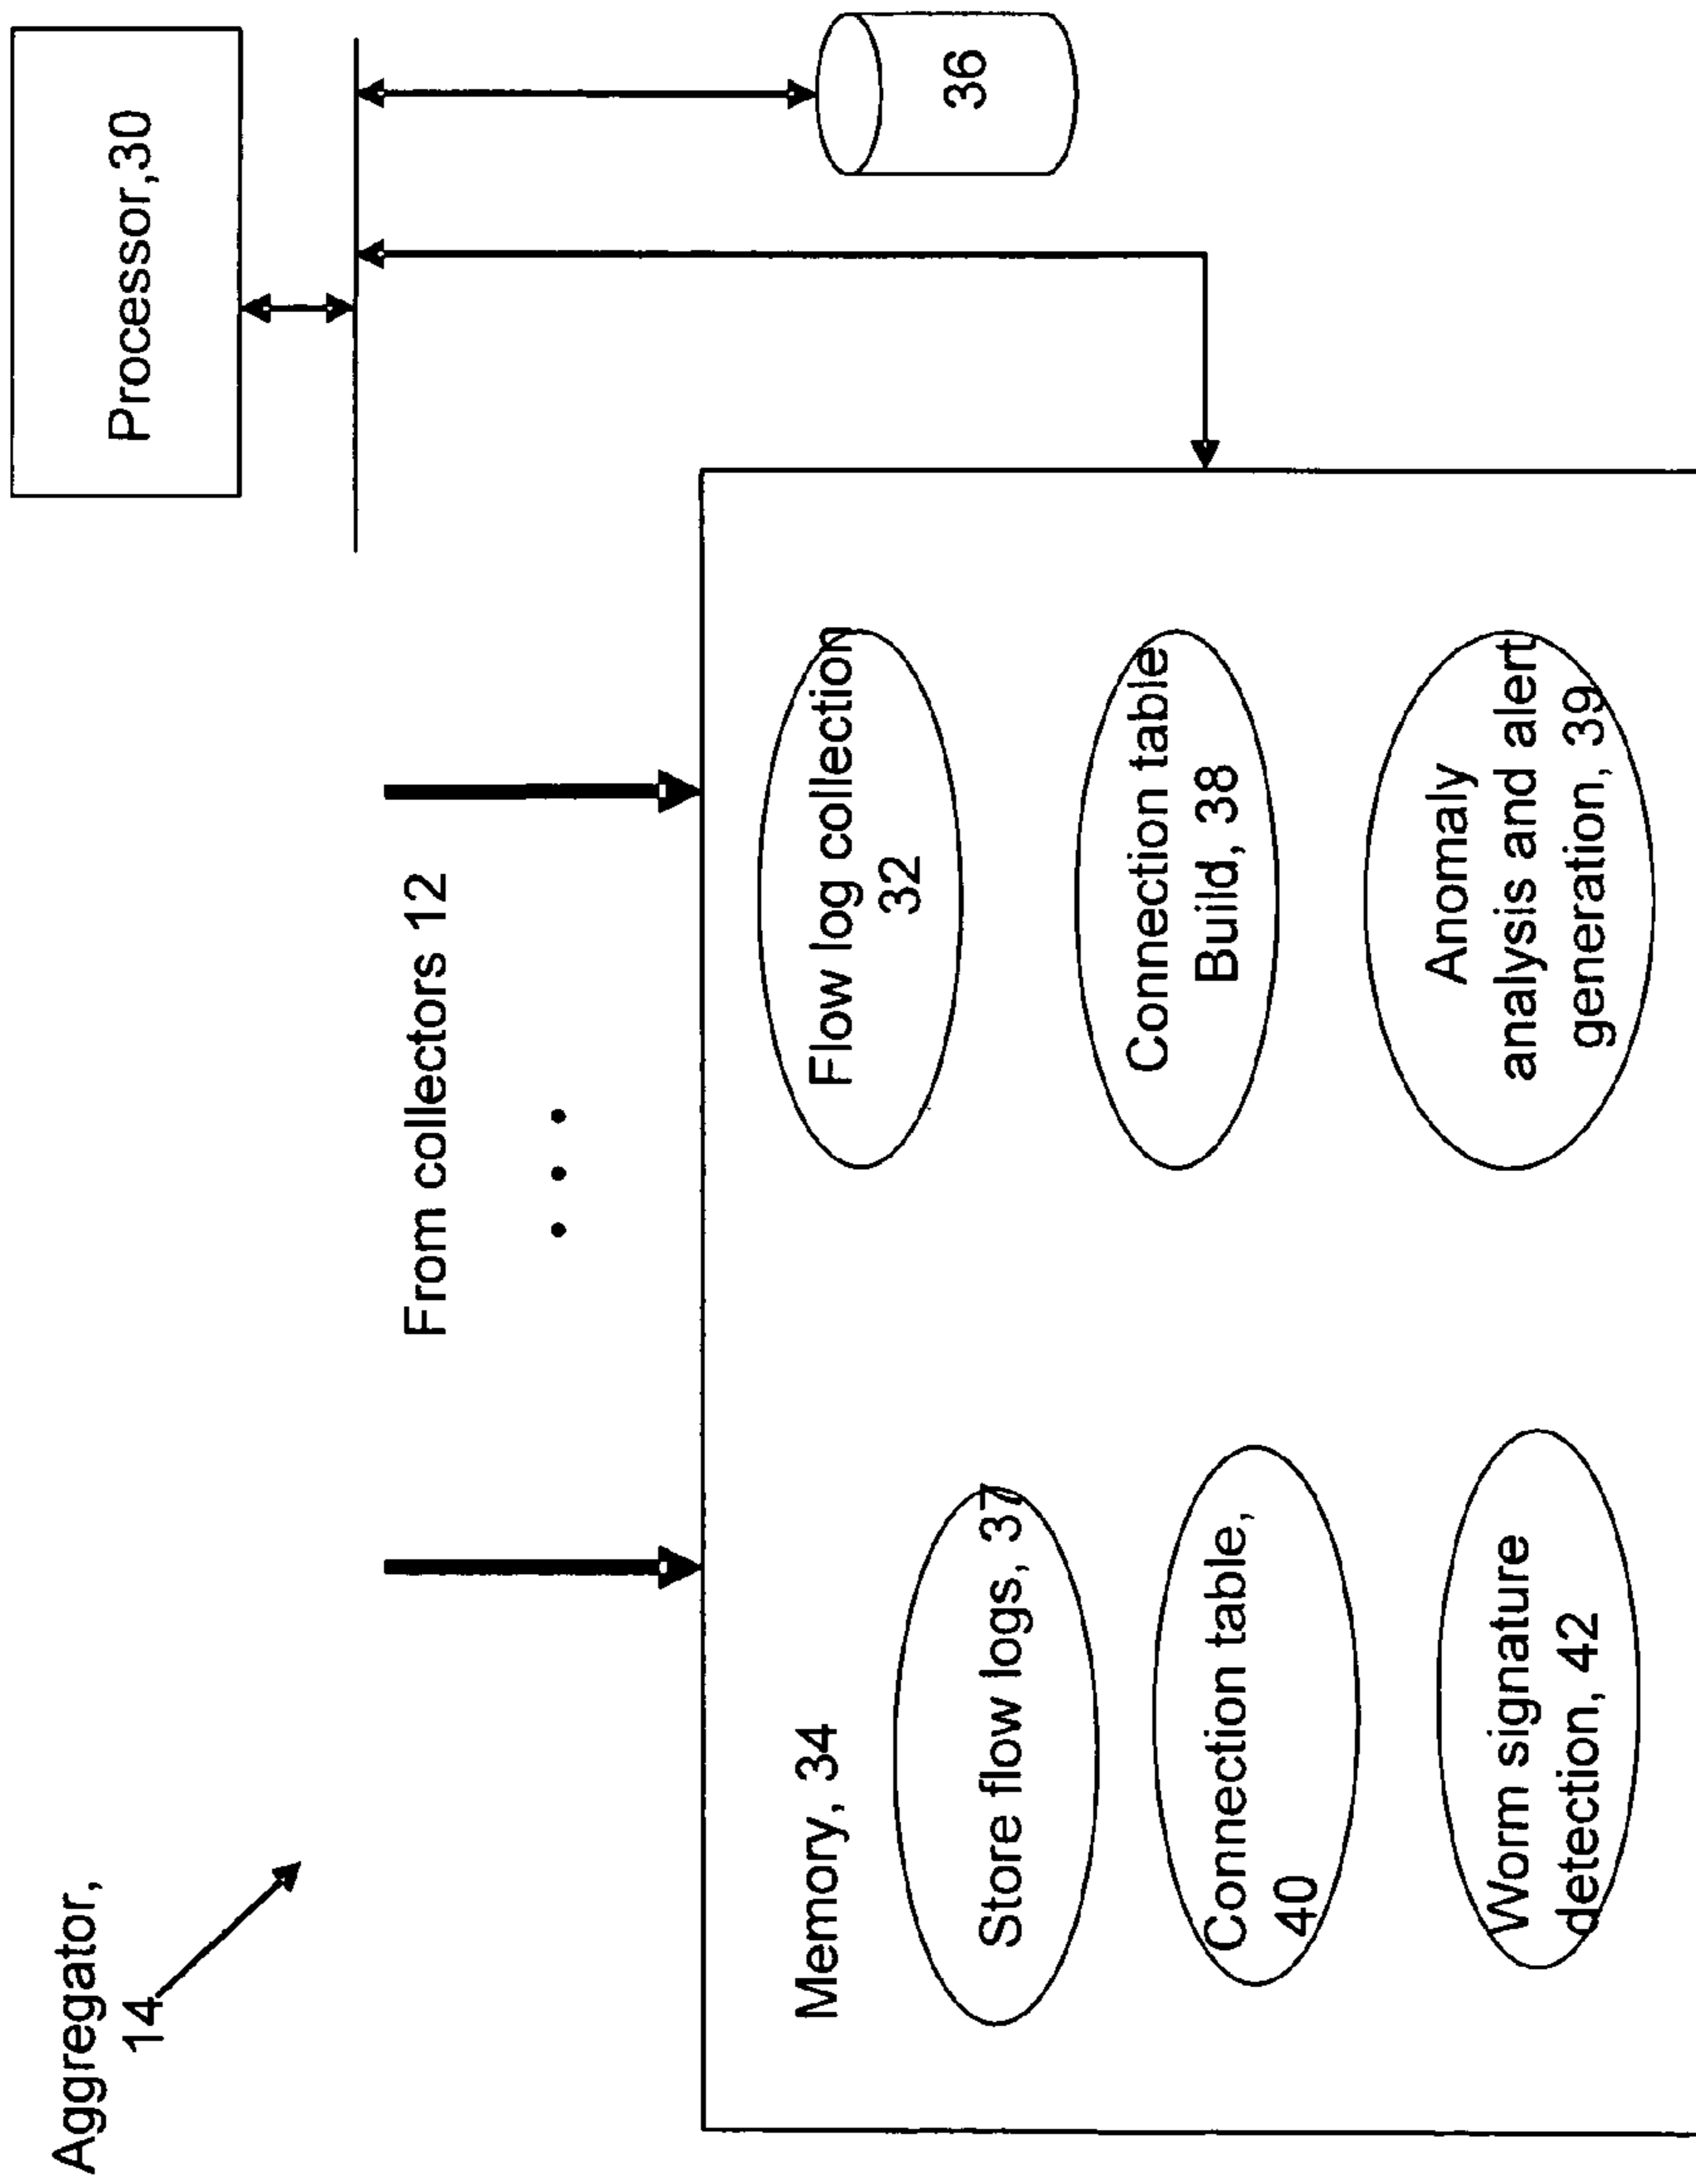 Aggregator,
14
Processor,30
From collectors 12
36
Memory, 34
Flow log collection
32
Store flow logs, 37
Connection table
Build, 38
Connection table,
40
Anomaly
analysis and alert
generation, 39
Worm signature
detection, 42